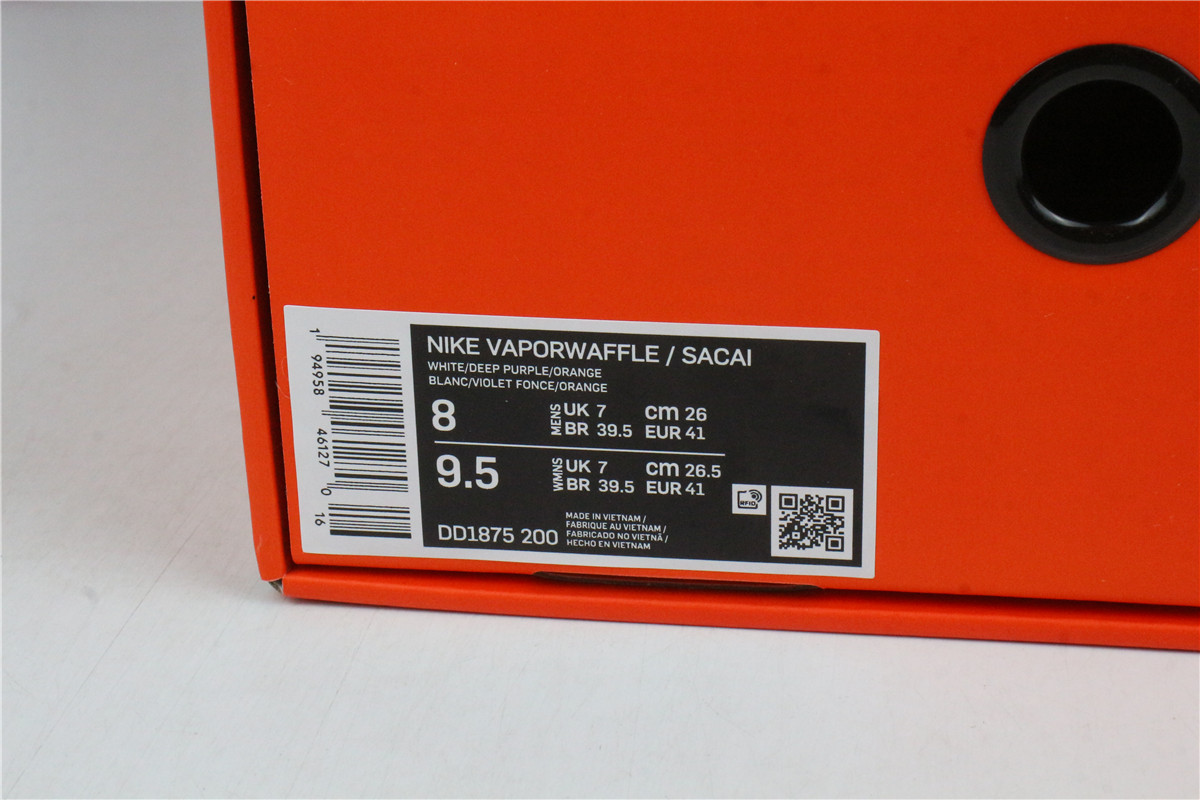 NIKE VAPORWAFFLE / SACAI
WHITE/DEEP PURPLE/ORANGE
BLANC/VIOLET FONCE/ORANGE
8
MENS
UK 7 cm 26
BR 39.5 EUR 41
9.5
WMNS
UK 7 cm 26.5
BR 39.5 EUR 41
RFID
DD1875 200
MADE IN VIETNAM /
FABRIQUE AU VIETNAM /
FABRICADO NO VIETNÃ /
HECHO EN VIETNAM
1 94958 46127 0 16